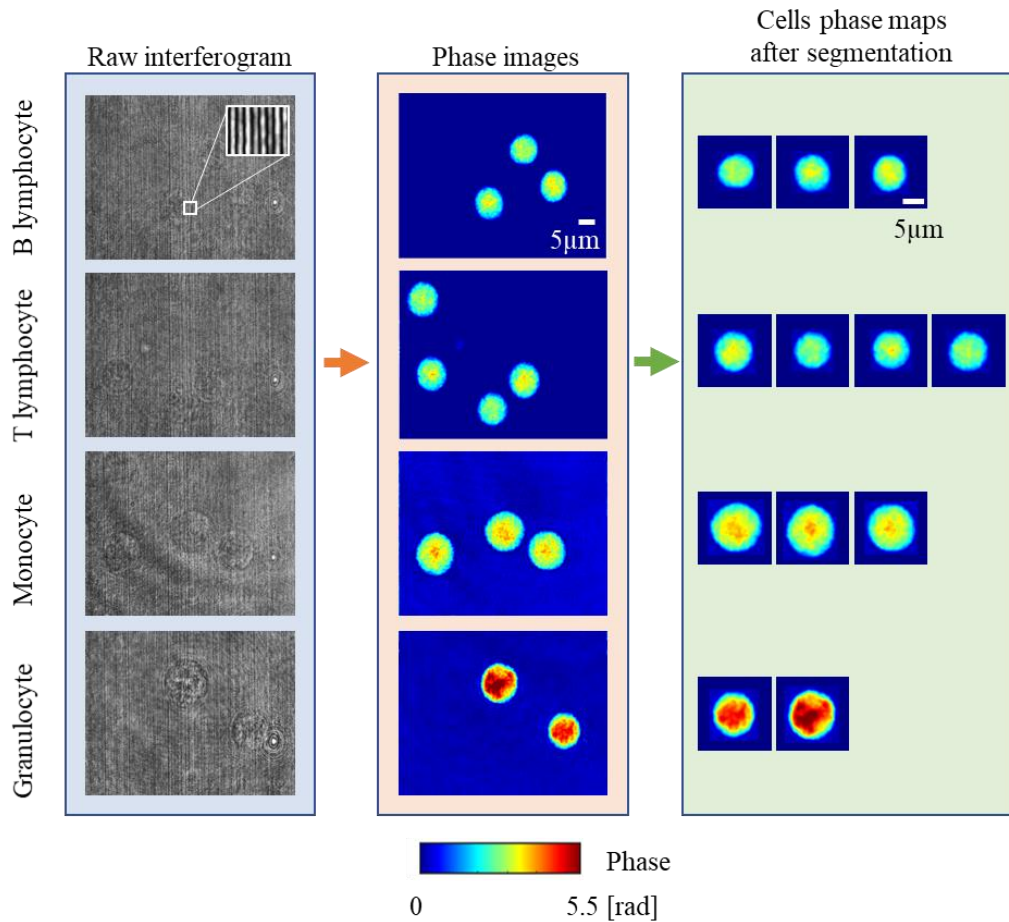 Cells phase maps
after segmentation
Raw interferogram
Phase images
B lymphocyte
5μm
5μm
T lymphocyte
Monocyte
Granulocyte
Phase
0
5.5 [rad]